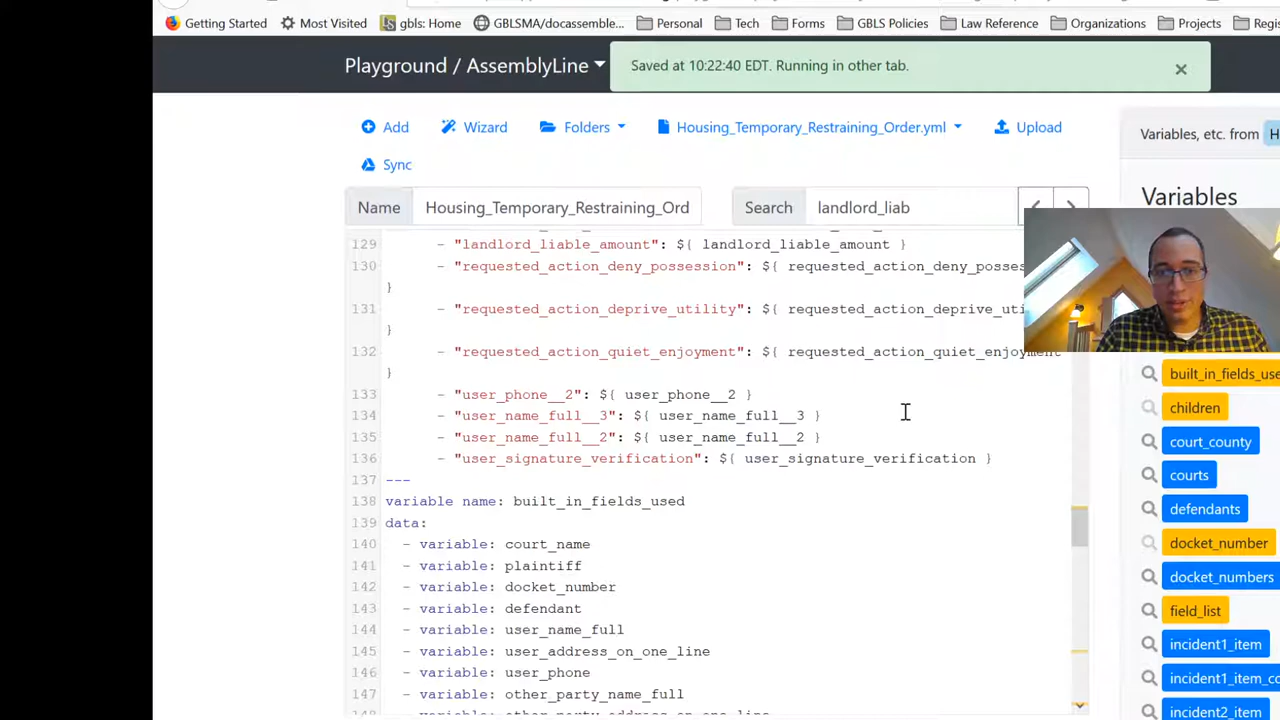 Getting Started Most Visited gbls: Home GBLSMA/docassemble... Personal Tech Forms GBLS Policies Law Reference Organizations Projects
Playground / AssemblyLine
Saved at 10:22:40 EDT. Running in other tab. ×
Add Wizard Folders Housing_Temporary_Restraining_Order.yml Upload
Variables, etc. from H
Sync
Variables
Name Housing_Temporary_Restraining_Ord Search landlord_liab
129 - "landlord_liable_amount": ${ landlord_liable_amount }
130 - "requested_action_deny_possession": ${ requested_action_deny_posses
}
131 - "requested_action_deprive_utility": ${ requested_action_deprive_uti
}
132 - "requested_action_quiet_enjoyment": ${ requested_action_quiet_enjoyment
}
133 - "user_phone__2": ${ user_phone__2 }
134 - "user_name_full__3": ${ user_name_full__3 }
135 - "user_name_full__2": ${ user_name_full__2 }
136 - "user_signature_verification": ${ user_signature_verification }
137 ---
138 variable name: built_in_fields_used
139 data:
140 - variable: court_name
141 - variable: plaintiff
142 - variable: docket_number
143 - variable: defendant
144 - variable: user_name_full
145 - variable: user_address_on_one_line
146 - variable: user_phone
147 - variable: other_party_name_full
built_in_fields_use
children
court_county
courts
defendants
docket_number
docket_numbers
field_list
incident1_item
incident1_item_co
incident2_item